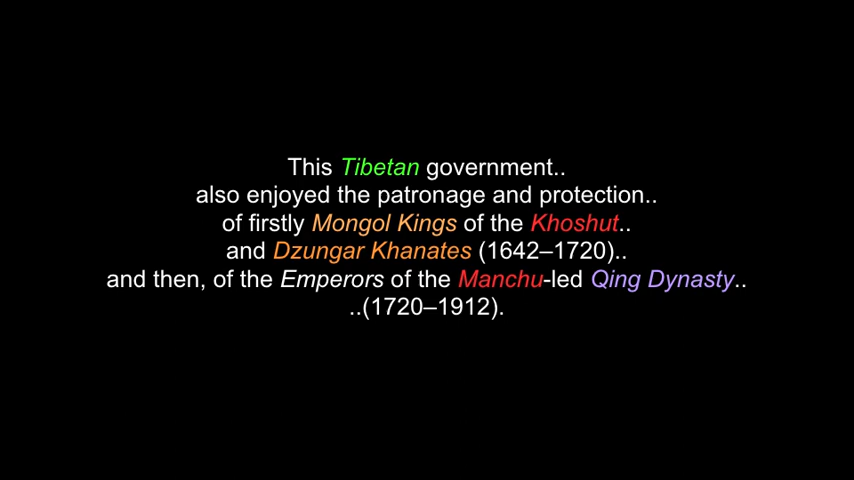 This Tibetan government..
also enjoyed the patronage and protection..
of firstly Mongol Kings of the Khoshut..
and Dzungar Khanates (1642–1720)..
and then, of the Emperors of the Manchu-led Qing Dynasty..
..(1720–1912).